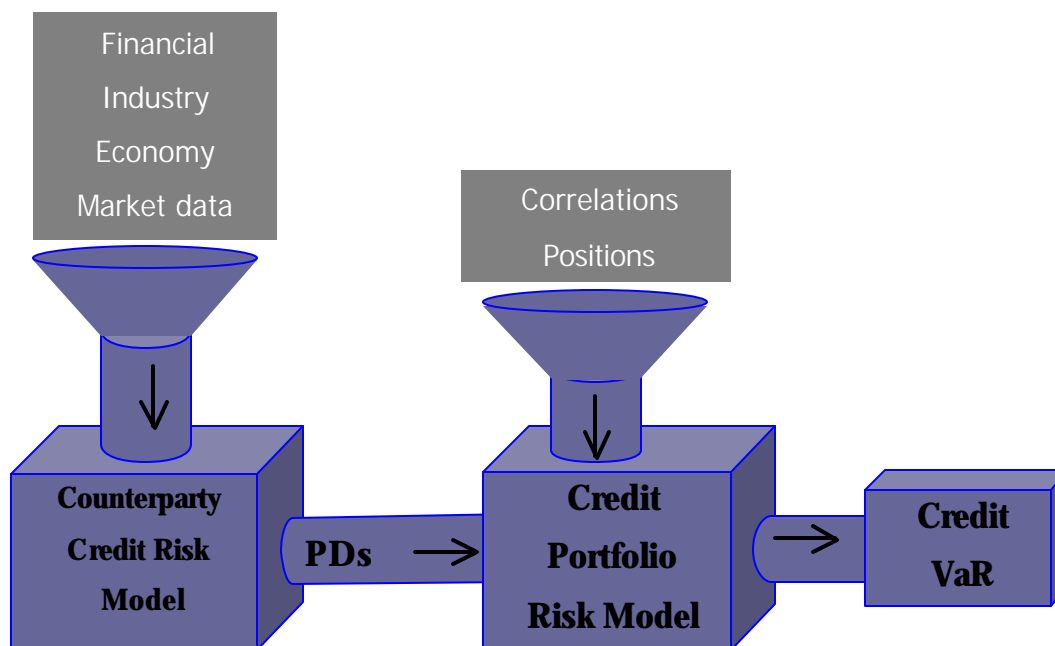 Financial
Industry
Economy
Market data
Correlations
Positions
Counterparty
Credit Risk
Model
PDs
Credit
Portfolio
Risk Model
Credit
VaR